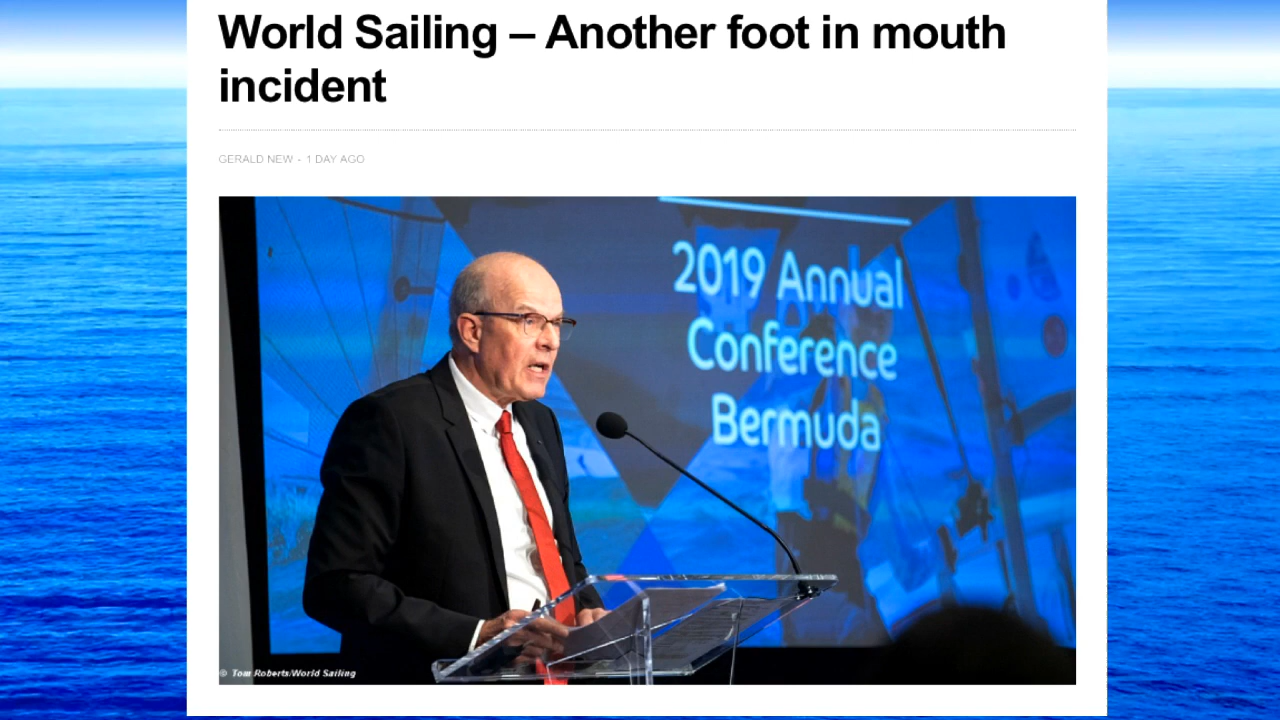 World Sailing – Another foot in mouth
incident
GERALD NEW - 1 DAY AGO
2019 Annual
Conference
Bermuda
© Tom Roberts/World Sailing